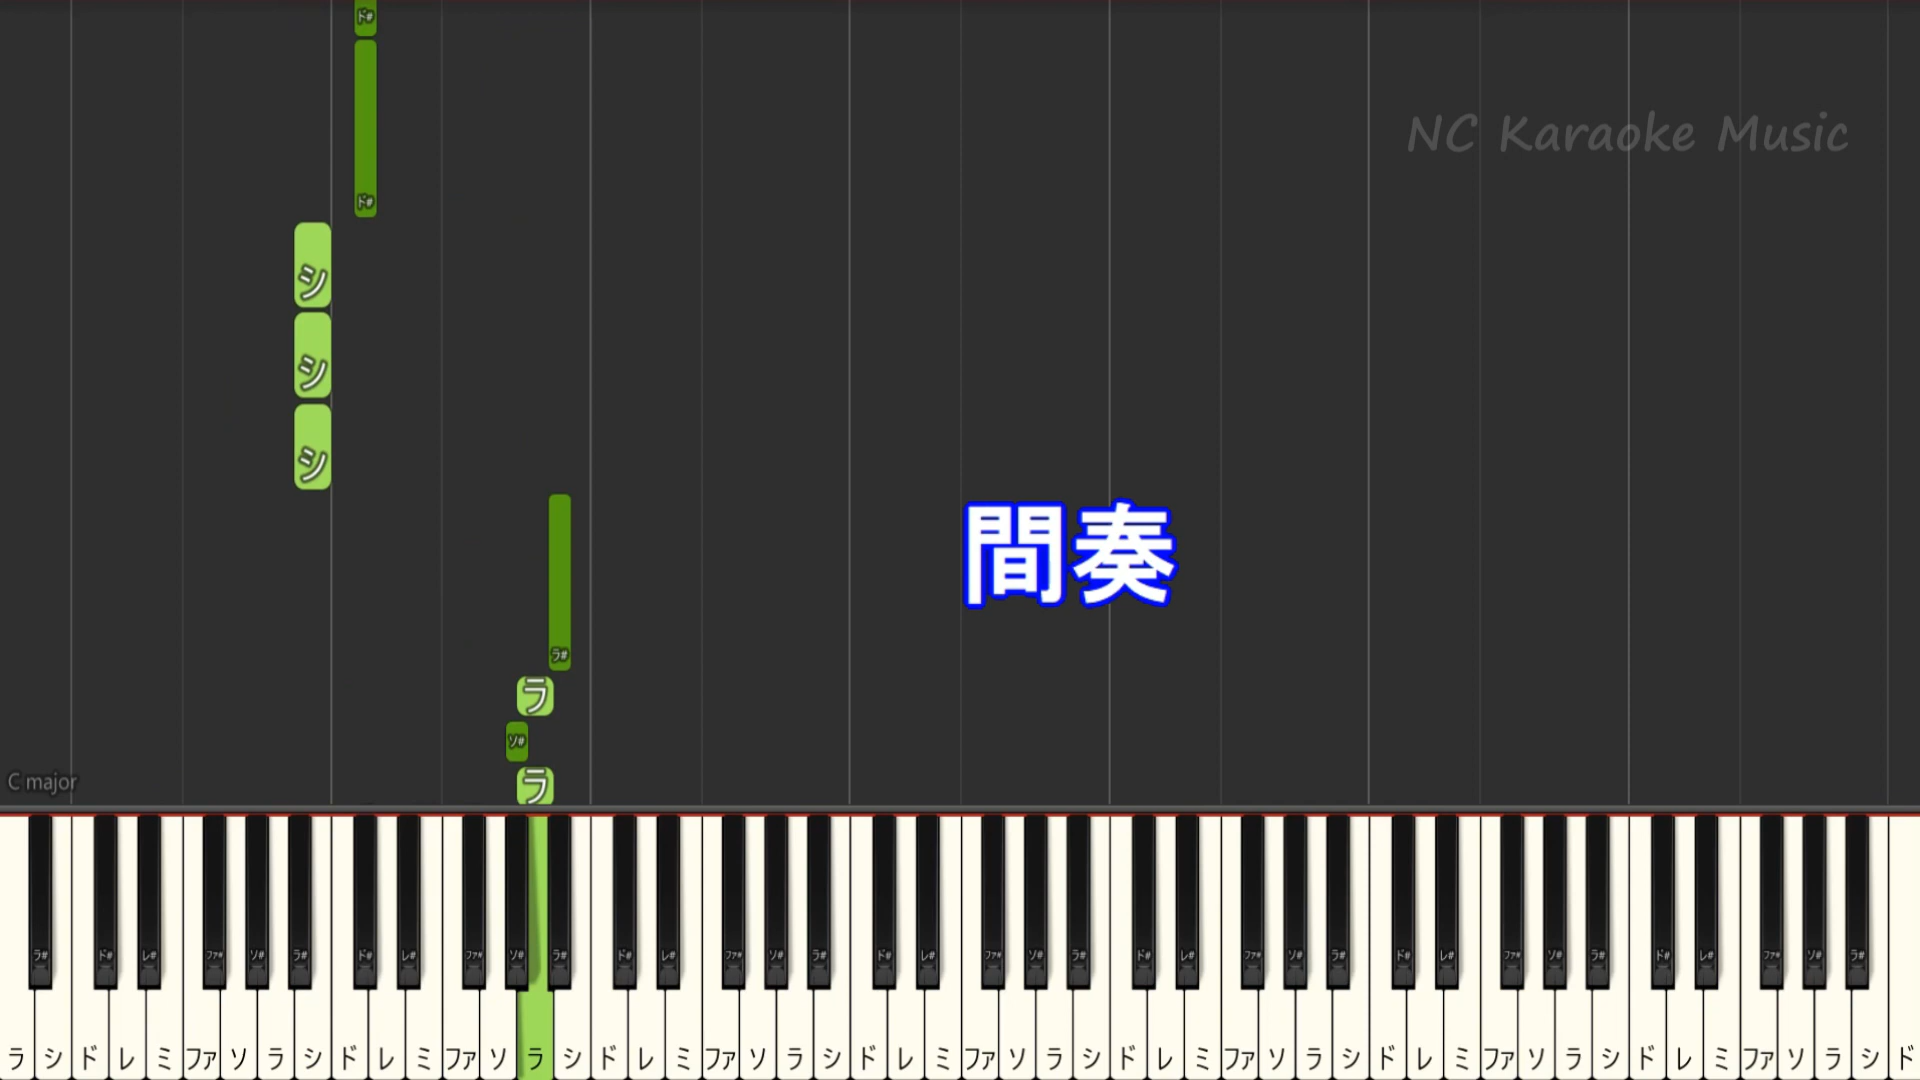 ド#
ド#
NC Karaoke Music
シ
シ
シ
間奏
ラ#
ラ
ソ#
ラ
C major
ラ# ド# レ# ファ# ソ# ラ# ド# レ# ファ# ソ# ラ# ド# レ# ファ# ソ# ラ# ド# レ# ファ# ソ# ラ# ド# レ# ファ# ソ# ラ# ド# レ# ファ# ソ# ラ# ド# レ# ファ# ソ# ラ#
ラ シ ド レ ミ ファ ソ ラ シ ド レ ミ ファ ソ ラ シ ド レ ミ ファ ソ ラ シ ド レ ミ ファ ソ ラ シ ド レ ミ ファ ソ ラ シ ド レ ミ ファ ソ ラ シ ド レ ミ ファ ソ ラ シ ド